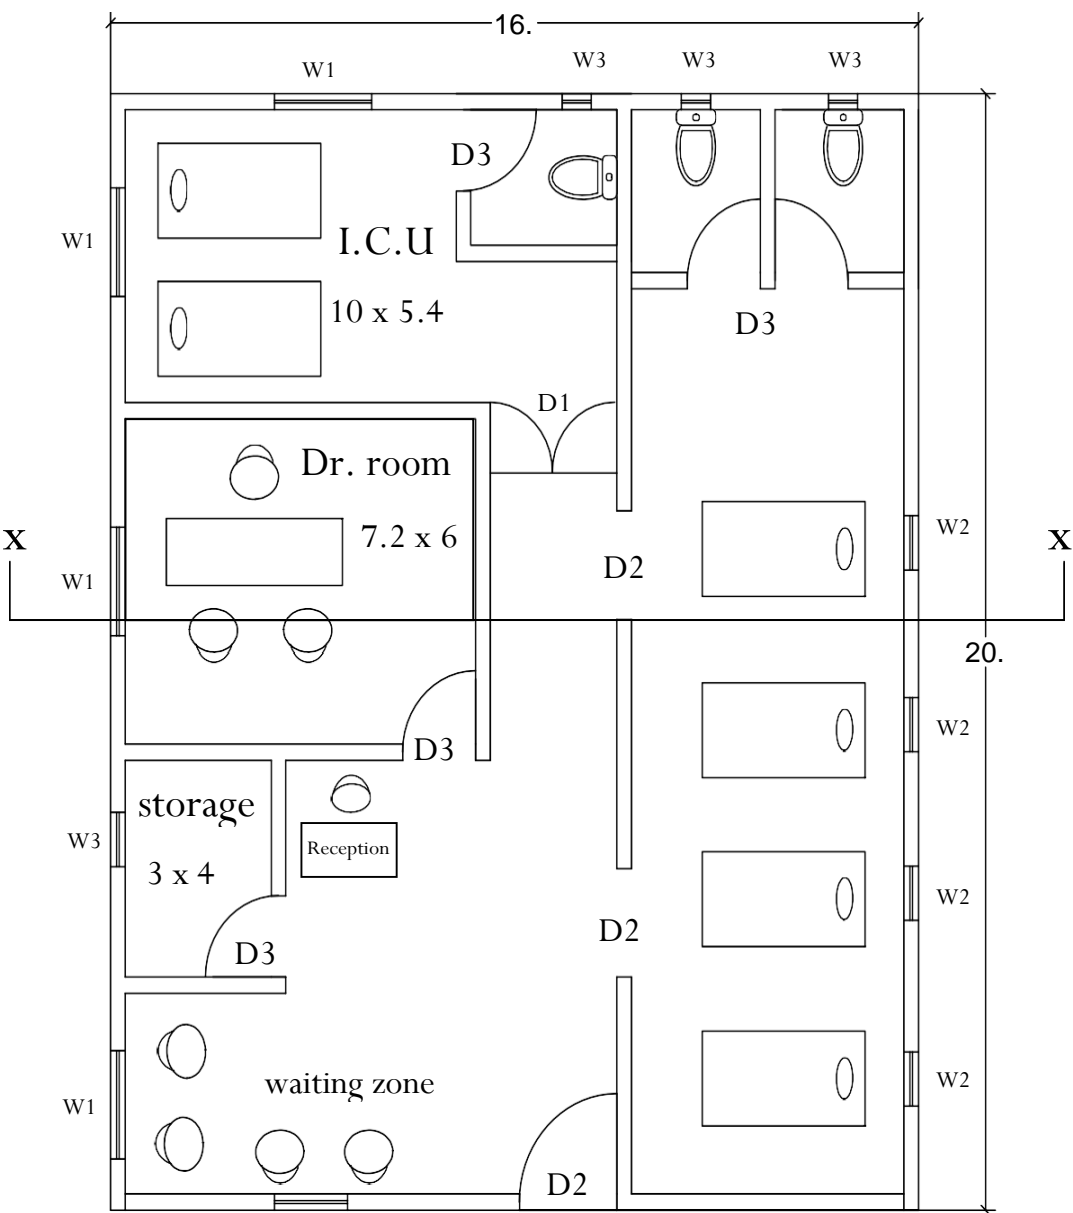 16.
W1
W3
W3
W3
D3
W1
I.C.U
10 x 5.4
D3
D1
Dr. room
7.2 x 6
X
X
W2
D2
W1
20.
W2
D3
storage
W3
Reception
3 x 4
W2
D2
D3
waiting zone
W2
W1
D2